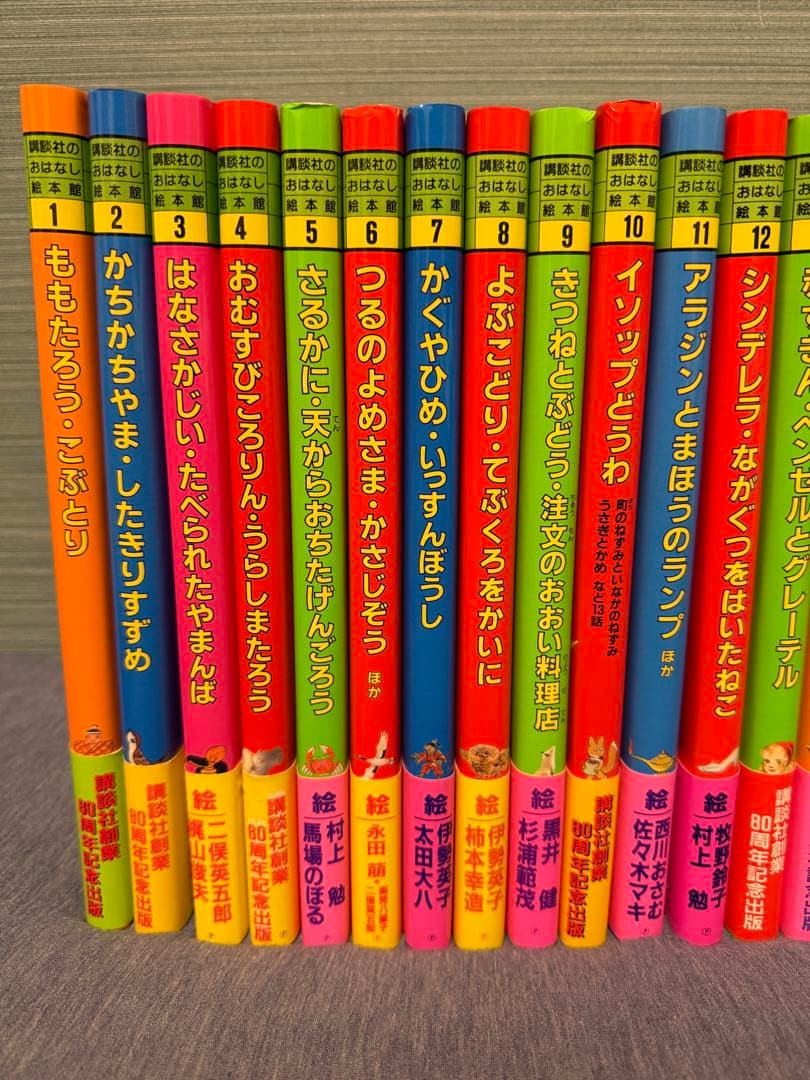 講談社の
おはなし
絵本館
1
ももたろう・こぶとり
講談社創業
80周年記念出版
講談社の
おはなし
絵本館
2
かちかちやま・したきりすずめ
講談社創業
80周年記念出版
講談社の
おはなし
絵本館
3
はなさかじい・たべられたやまんば
絵
二俣英五郎
梶山俊夫
講談社の
おはなし
絵本館
4
おむすびころりん・うらしまたろう
講談社創業
80周年記念出版
講談社の
おはなし
絵本館
5
さるかに・天からおちたげんごろう
てん
絵
村上 勉
馬場のぼる
講談社の
おはなし
絵本館
6
つるのよめさま・かさじぞう ほか
絵
永田 萠・
二俣英五郎
講談社の
おはなし
絵本館
7
かぐやひめ・いっすんぼうし
絵
伊勢英子
太田大八
講談社の
おはなし
絵本館
8
よぶこどり・てぶくろをかいに
絵
伊勢英子
柿本幸造
講談社の
おはなし
絵本館
9
きつねとぶどう・注文のおおい料理店
ちゅうもん
りょうりてん
絵
黒井 健
杉浦範茂
講談社の
おはなし
絵本館
10
イソップどうわ
町のねずみといなかのねずみ
うさぎとかめ など13話
講談社創業
80周年記念出版
講談社の
おはなし
絵本館
11
アラジンとまほうのランプ ほか
絵
西川おさむ
佐々木マキ
講談社の
おはなし
絵本館
12
シンデレラ・ながぐつをはいたねこ
絵
牧野鈴子
村上 勉
ヘンゼルとグレーテル
講談社創業
80周年記念出版